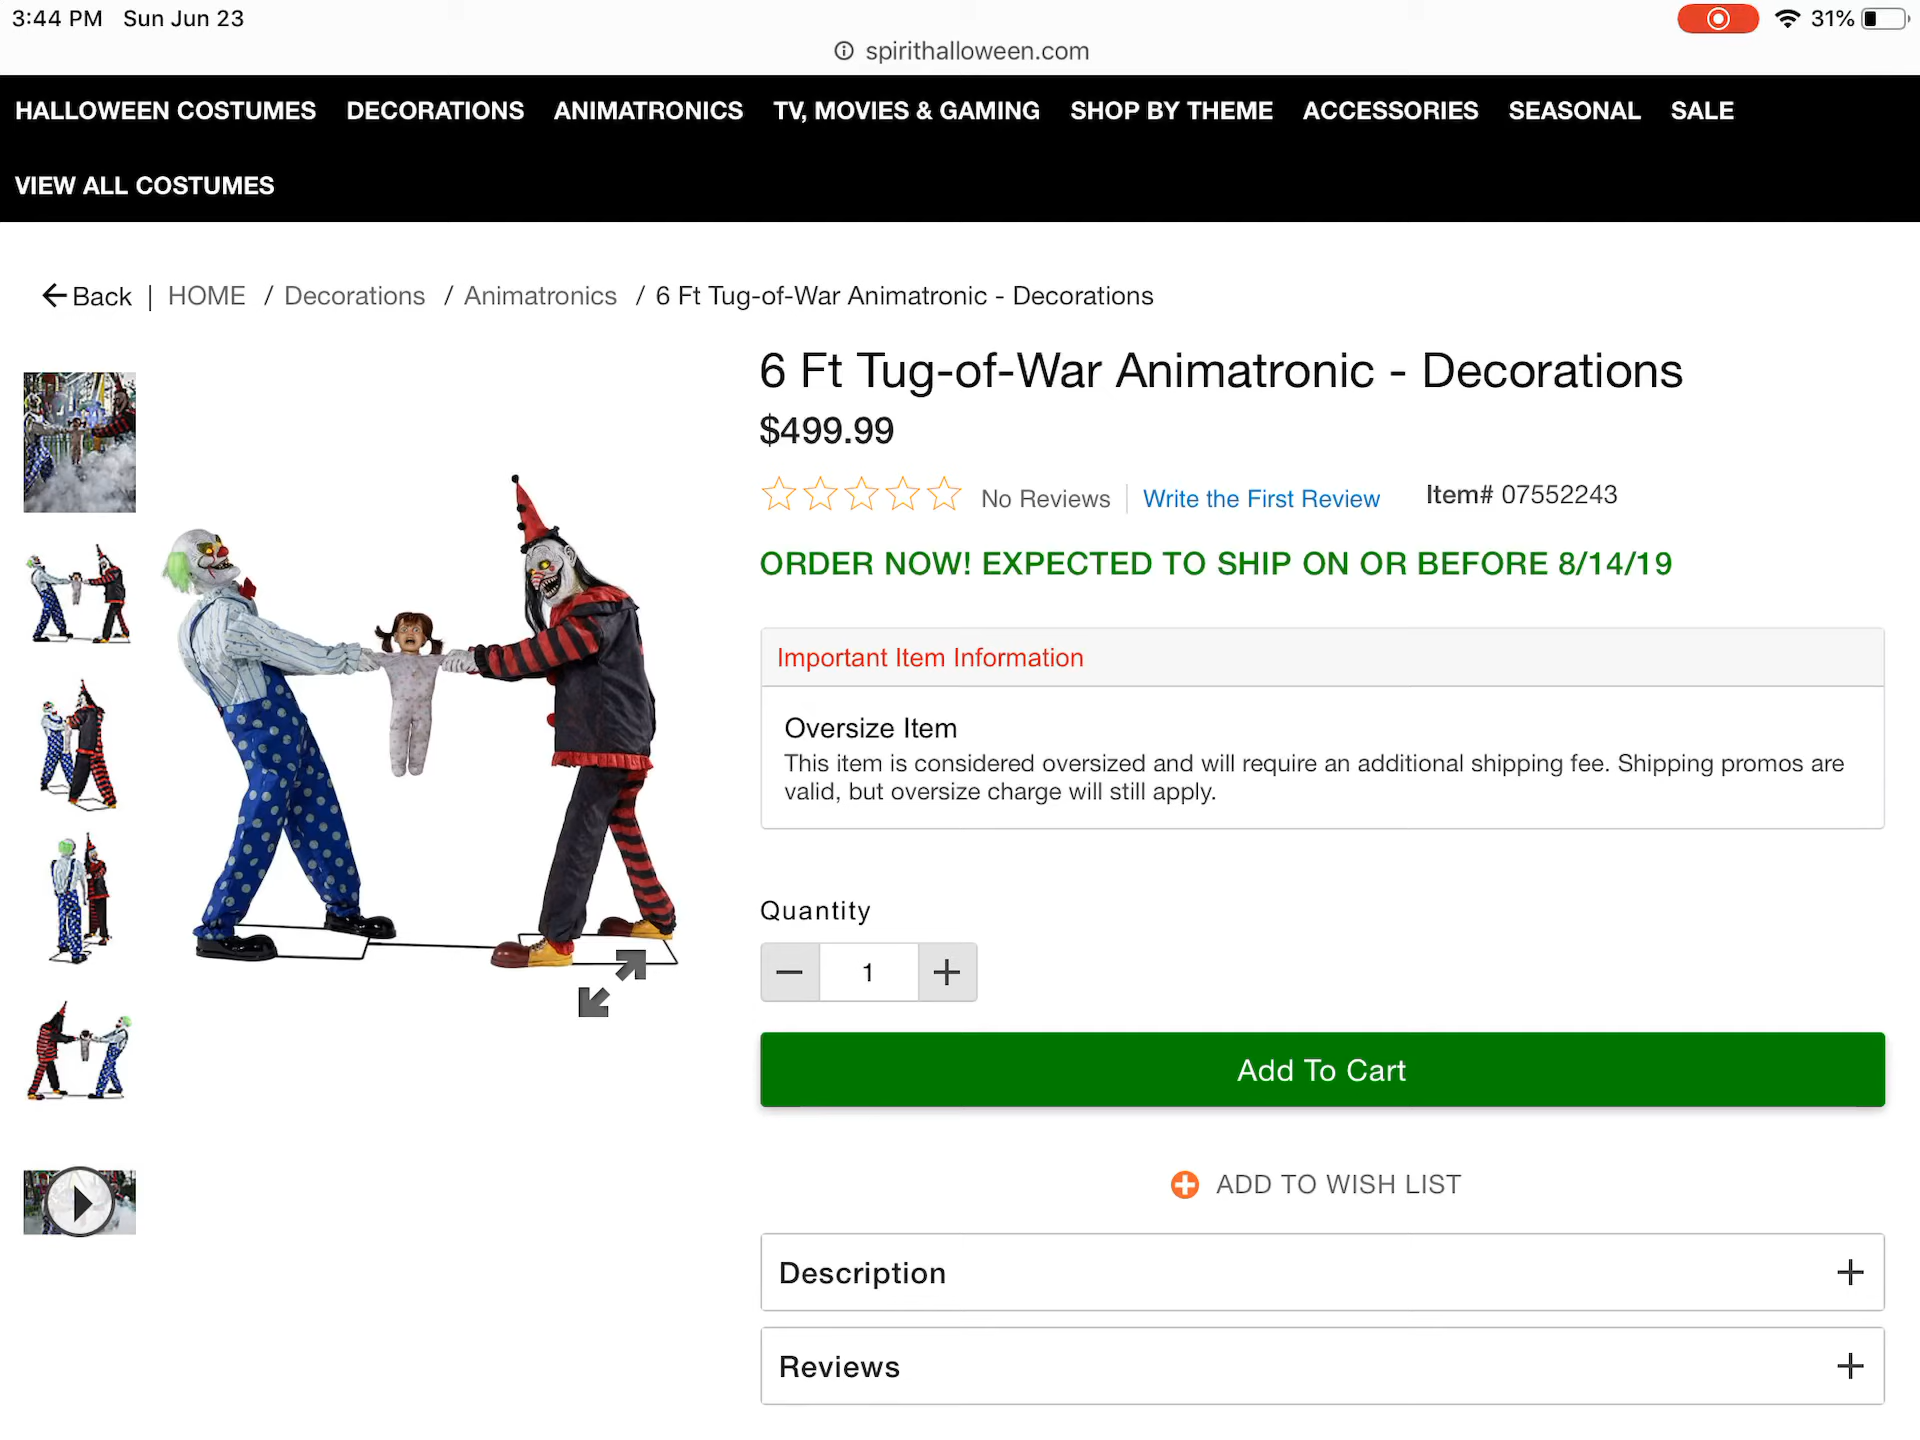 3:44 PM Sun Jun 23
31%
spirithalloween.com
HALLOWEEN COSTUMES DECORATIONS ANIMATRONICS TV, MOVIES & GAMING SHOP BY THEME ACCESSORIES SEASONAL SALE
VIEW ALL COSTUMES
Back | HOME / Decorations / Animatronics / 6 Ft Tug-of-War Animatronic - Decorations
6 Ft Tug-of-War Animatronic - Decorations
$499.99
No Reviews Write the First Review Item# 07552243
ORDER NOW! EXPECTED TO SHIP ON OR BEFORE 8/14/19
Important Item Information
Oversize Item
This item is considered oversized and will require an additional shipping fee. Shipping promos are
valid, but oversize charge will still apply.
Quantity
1
Add To Cart
ADD TO WISH LIST
Description
Reviews